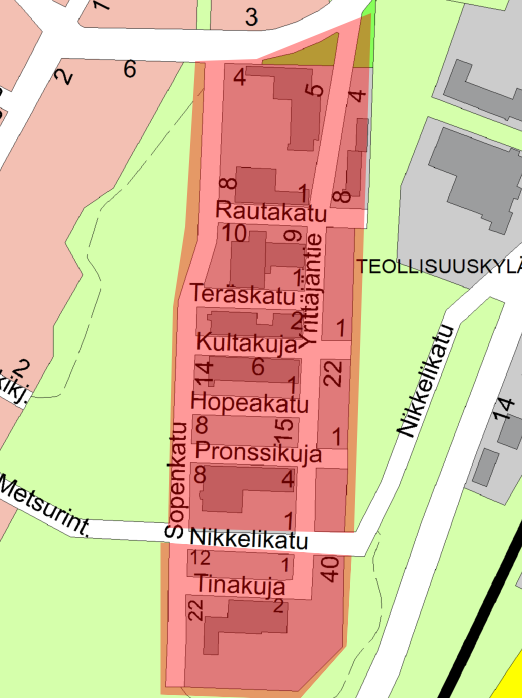 1
3
2
6
4
5
4
8
1
8
Rautakatu
10
9
TEOLLISUUSKYLÄ
1
Yrittäjäntie
Teräskatu
2
1
Kultakuja
Nikkelikatu
2
kikj.
14
6
1
22
Hopeakatu
14
8
15
1
Pronssikuja
Sopenkatu
8
4
Metsurint.
1
Nikkelikatu
12
1
40
Tinakuja
22
2